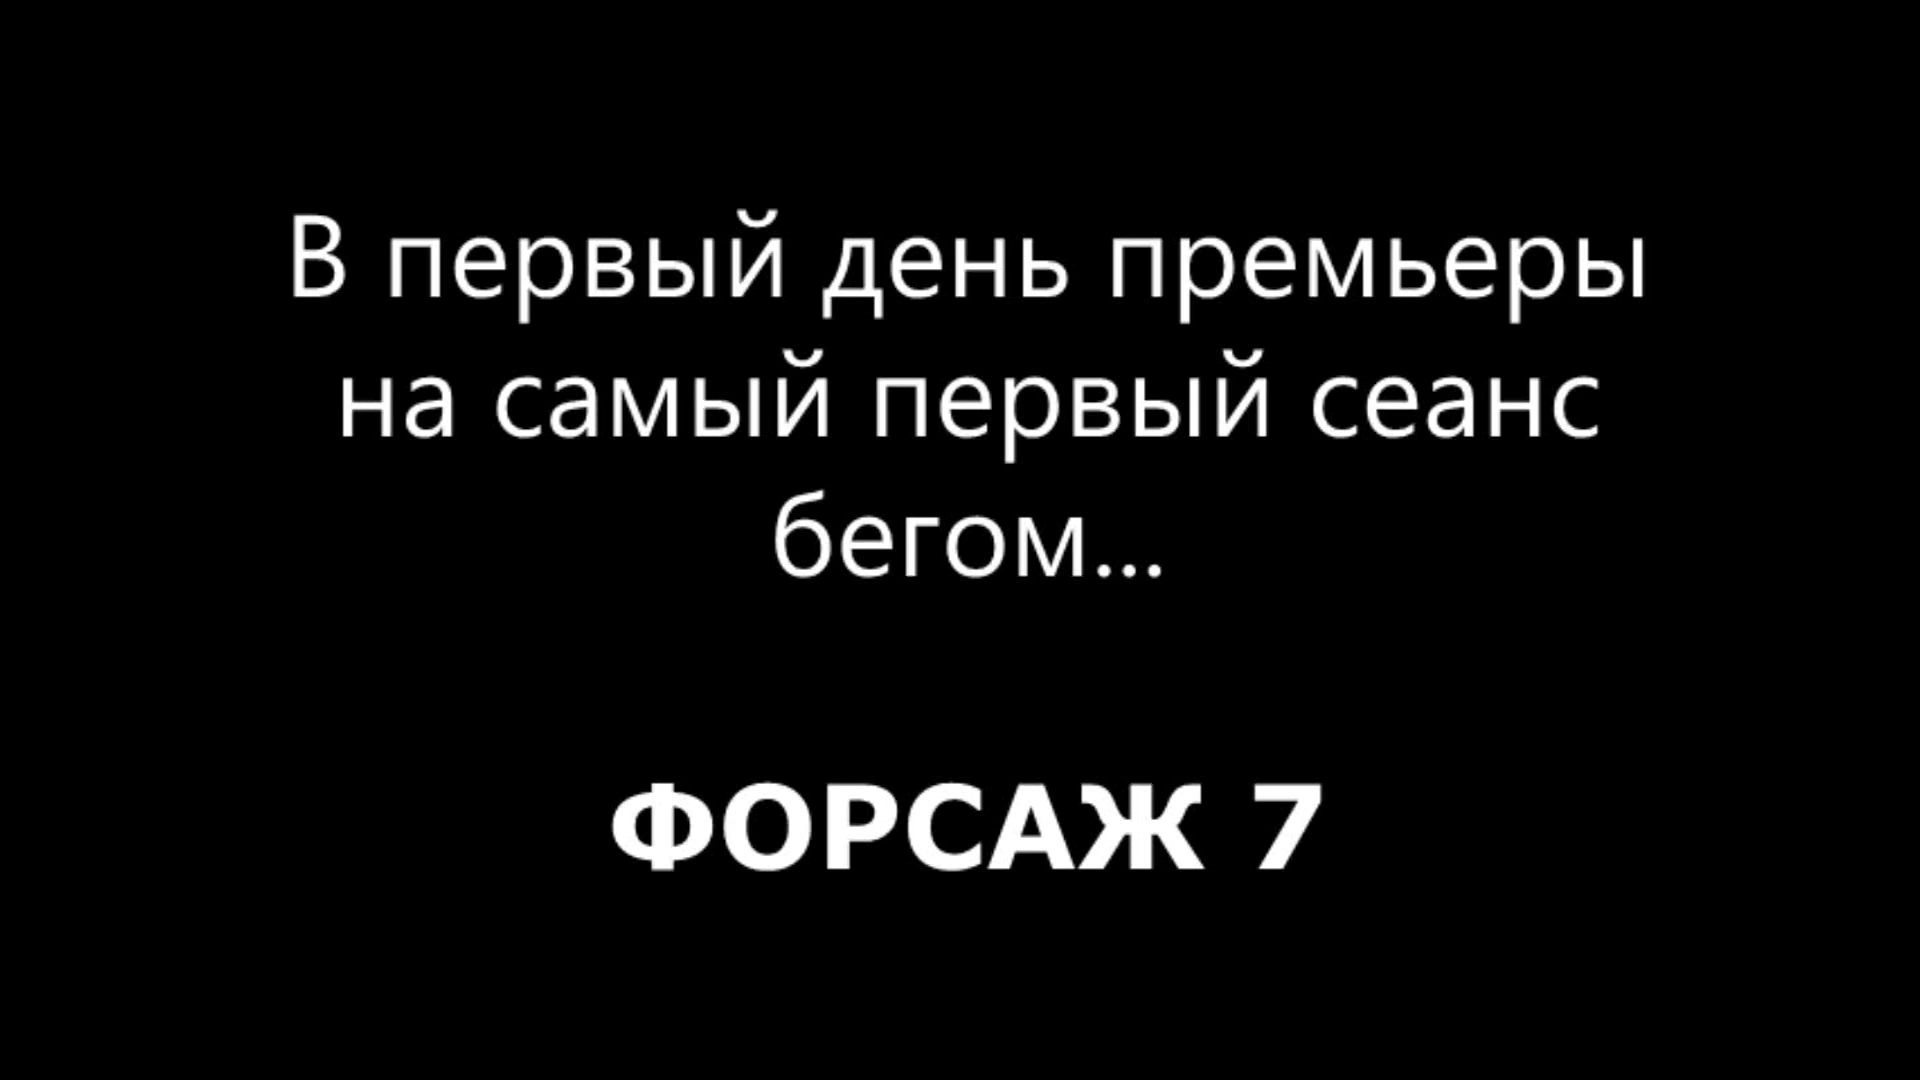 В первый день премьеры
на самый первый сеанс
бегом...
ФОРСАЖ 7